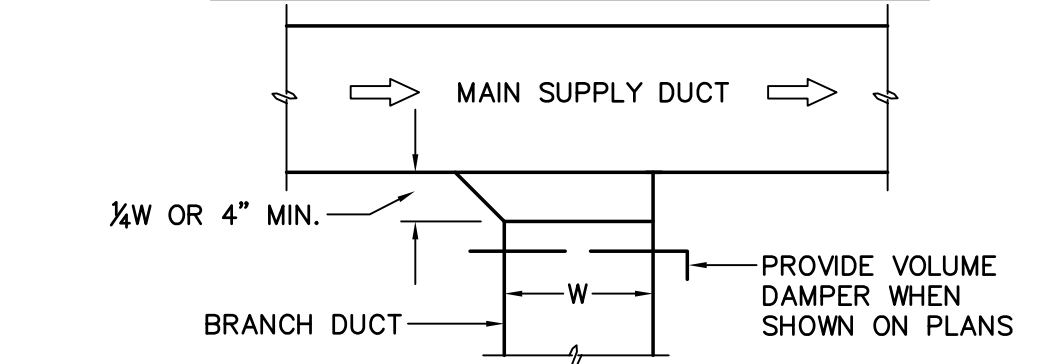 MAIN SUPPLY DUCT
¼W OR 4" MIN.
PROVIDE VOLUME
DAMPER WHEN
SHOWN ON PLANS
W
BRANCH DUCT